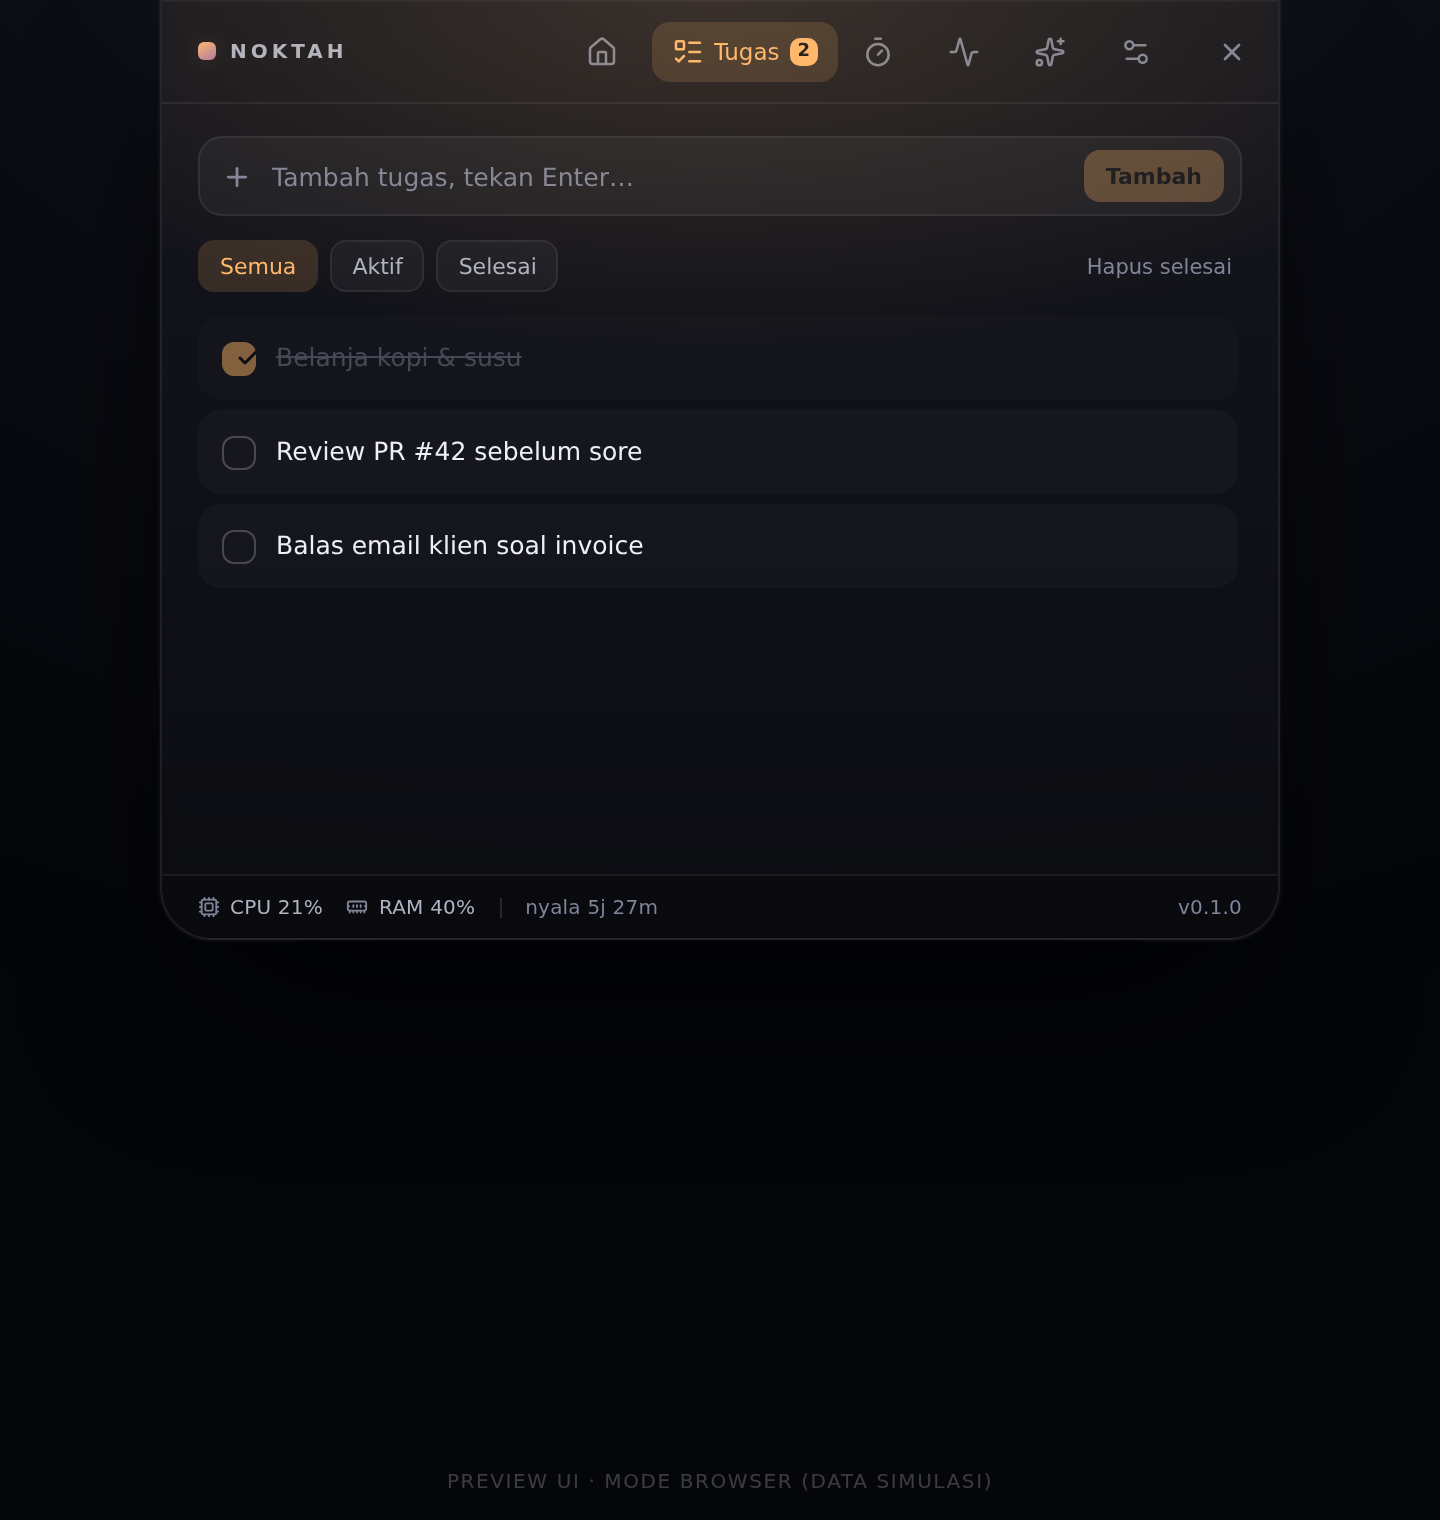 NOKTAH
Tugas 2
Tambah tugas, tekan Enter…
Tambah
Semua
Aktif
Selesai
Hapus selesai
Belanja kopi & susu
Review PR #42 sebelum sore
Balas email klien soal invoice
CPU 21%
RAM 40%
nyala 5j 27m
v0.1.0
PREVIEW UI · MODE BROWSER (DATA SIMULASI)